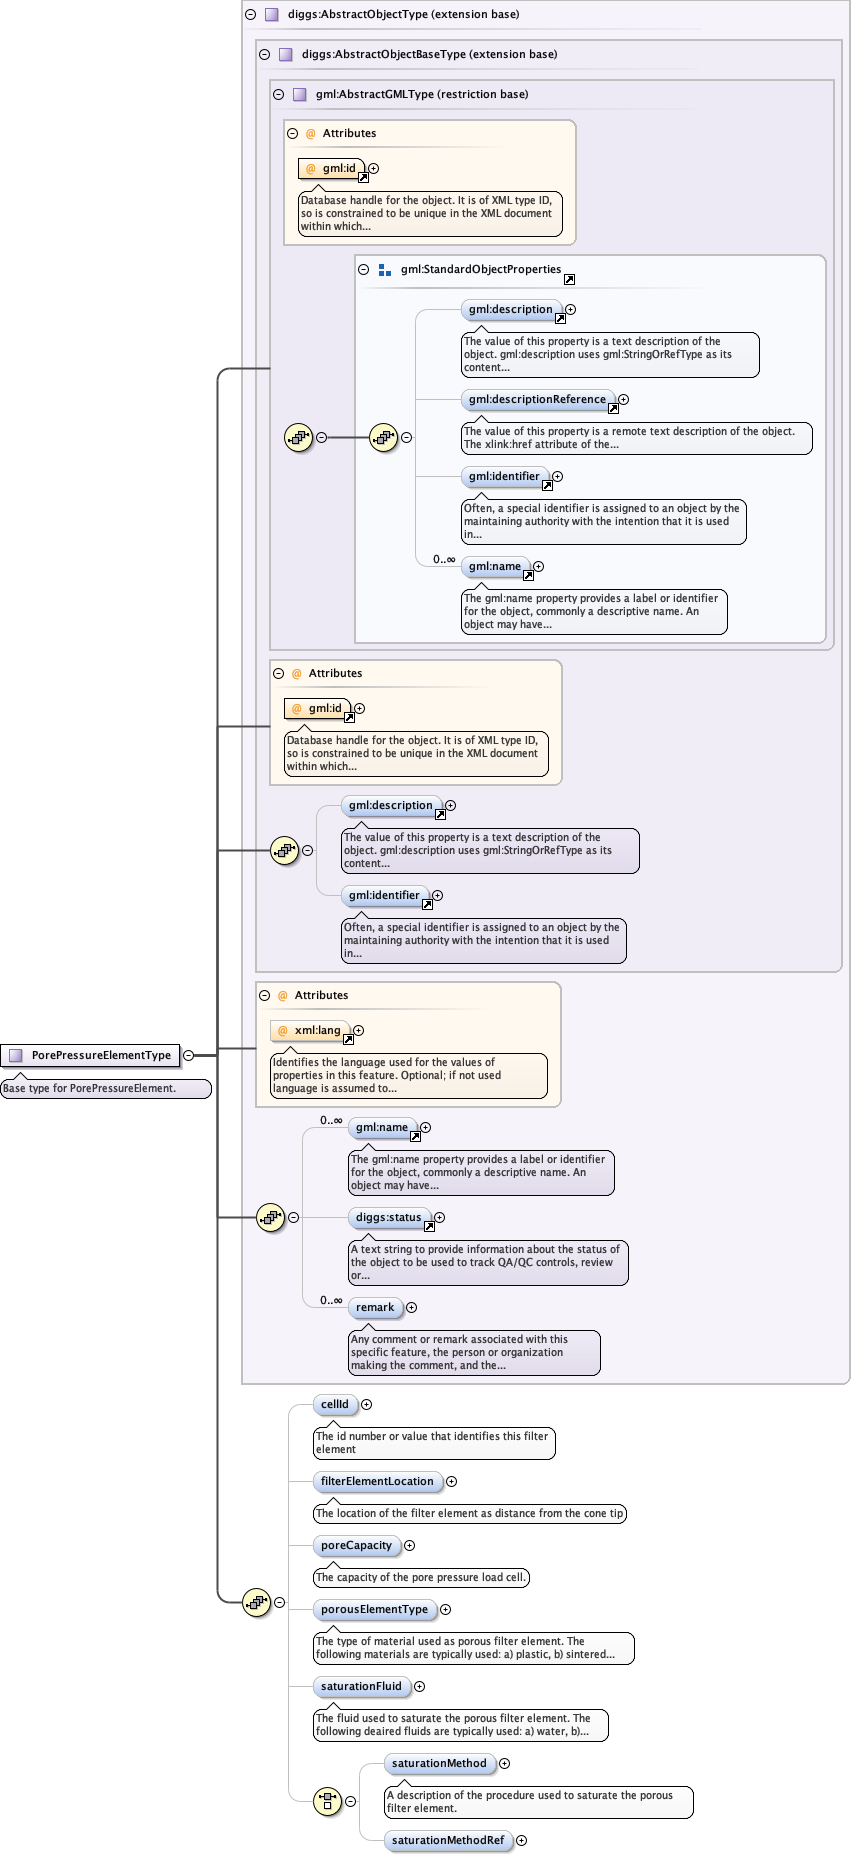 diggs:AbstractObjectType (extension base)
diggs:AbstractObjectBaseType (extension base)
gml:AbstractGMLType (restriction base)
@ Attributes
@ gml:id
Database handle for the object. It is of XML type ID,
so is constrained to be unique in the XML document
within which...
gml:StandardObjectProperties
gml:description
The value of this property is a text description of the
object. gml:description uses gml:StringOrRefType as its
content...
gml:descriptionReference
The value of this property is a remote text description of the object.
The xlink:href attribute of the...
gml:identifier
Often, a special identifier is assigned to an object by the
maintaining authority with the intention that it is used
in...
0..∞
gml:name
The gml:name property provides a label or identifier
for the object, commonly a descriptive name. An
object may have...
@ Attributes
@ gml:id
Database handle for the object. It is of XML type ID,
so is constrained to be unique in the XML document
within which...
gml:description
The value of this property is a text description of the
object. gml:description uses gml:StringOrRefType as its
content...
gml:identifier
Often, a special identifier is assigned to an object by the
maintaining authority with the intention that it is used
in...
@ Attributes
@ xml:lang
Identifies the language used for the values of
properties in this feature. Optional; if not used
language is assumed to...
PorePressureElementType
Base type for PorePressureElement.
0..∞
gml:name
The gml:name property provides a label or identifier
for the object, commonly a descriptive name. An
object may have...
diggs:status
A text string to provide information about the status of
the object to be used to track QA/QC controls, review
or...
0..∞
remark
Any comment or remark associated with this
specific feature, the person or organization
making the comment, and the...
cellId
The id number or value that identifies this filter
element
filterElementLocation
The location of the filter element as distance from the cone tip
poreCapacity
The capacity of the pore pressure load cell.
porousElementType
The type of material used as porous filter element. The
following materials are typically used: a) plastic, b) sintered...
saturationFluid
The fluid used to saturate the porous filter element. The
following deaired fluids are typically used: a) water, b)...
saturationMethod
A description of the procedure used to saturate the porous
filter element.
saturationMethodRef